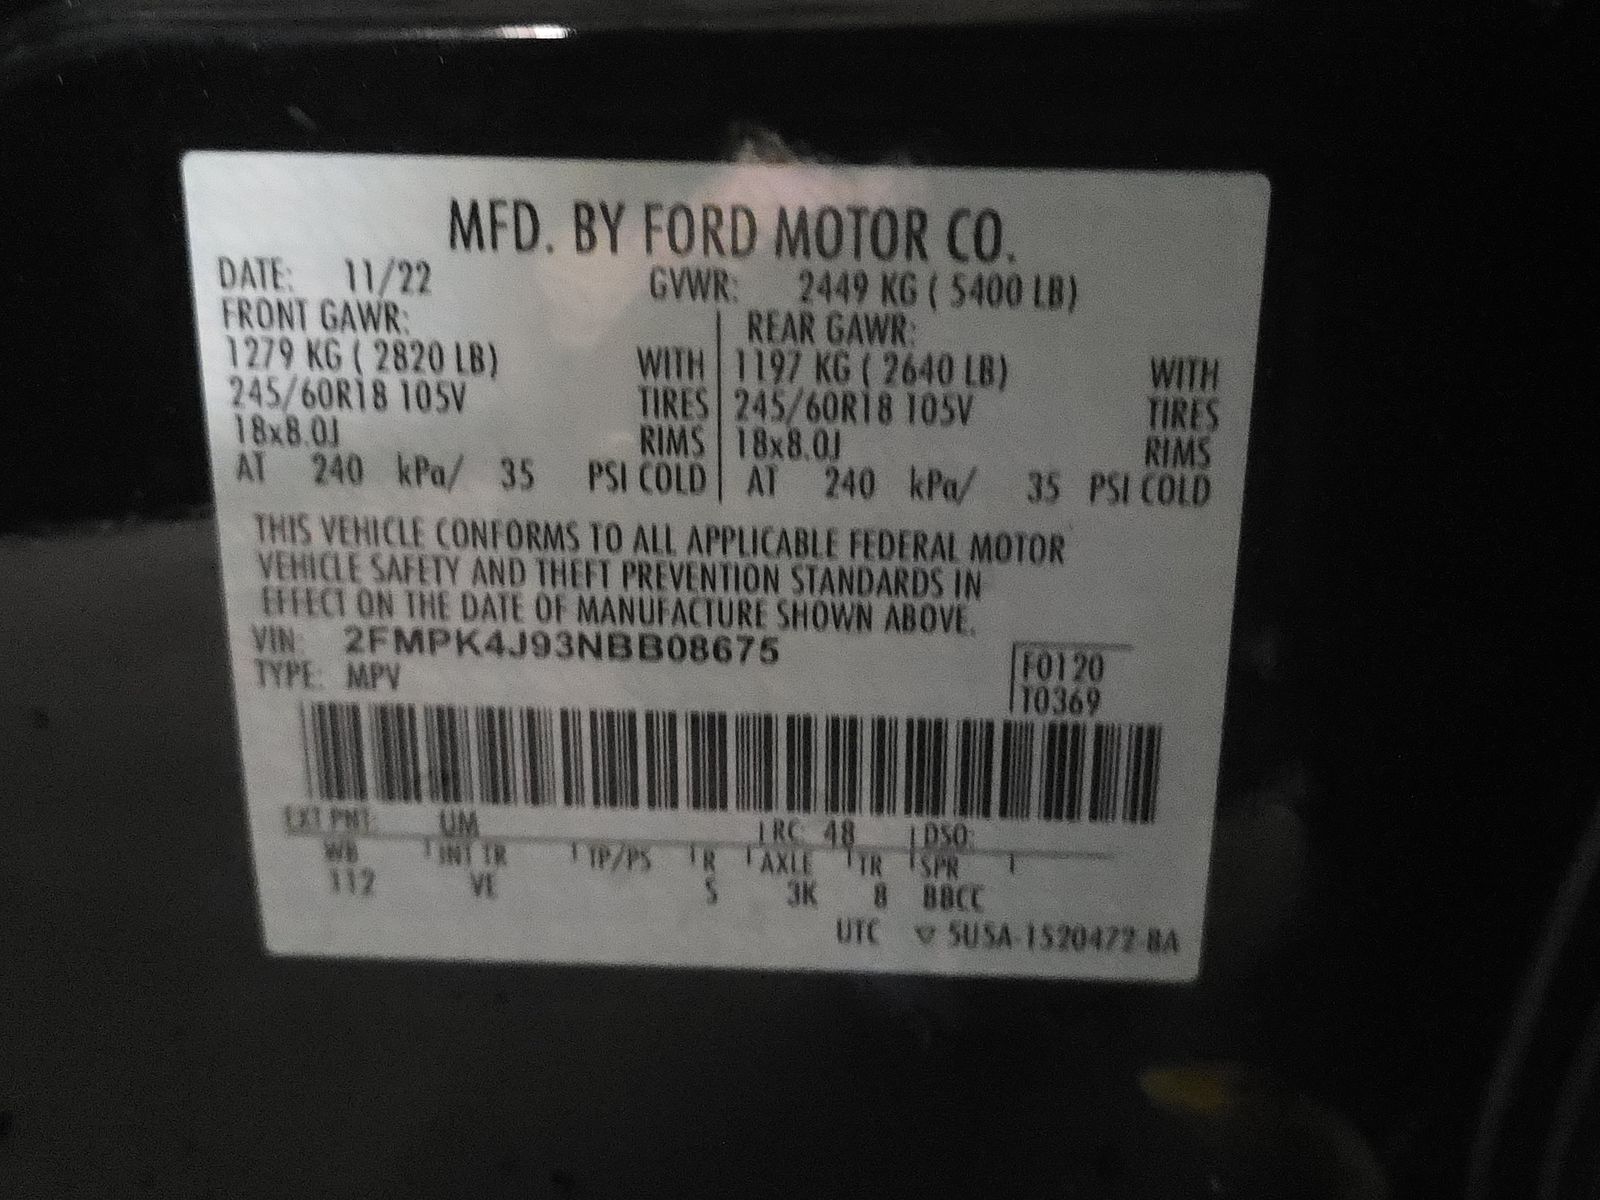 MFD. BY FORD MOTOR CO.
DATE: 11/22 GVWR: 2449 KG ( 5400 LB)
FRONT GAWR: REAR GAWR:
1279 KG ( 2820 LB) WITH 1197 KG ( 2640 LB) WITH
245/60R18 105V TIRES 245/60R18 105V TIRES
18x8.0J RIMS 18x8.0J RIMS
AT 240 kPa/ 35 PSI COLD AT 240 kPa/ 35 PSI COLD
THIS VEHICLE CONFORMS TO ALL APPLICABLE FEDERAL MOTOR
VEHICLE SAFETY AND THEFT PREVENTION STANDARDS IN
EFFECT ON THE DATE OF MANUFACTURE SHOWN ABOVE.
VIN: 2FMPK4J93NBB08675
TYPE: MPV F0120
T0369
EXT PNT: UM RC: 48 DSO:
WB INT TR TP/PS R AXLE TR SPR
112 VE S 3K 8 BBCC
UTC ▽ 5U5A-1520472-BA